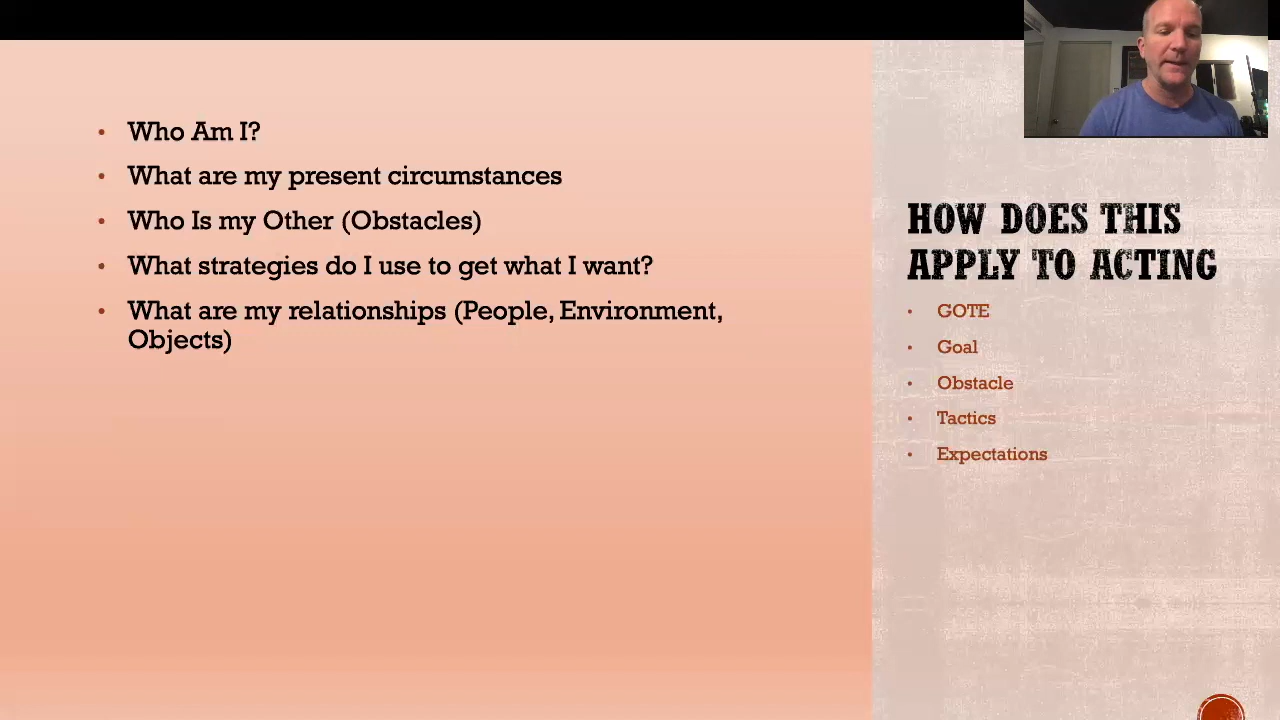 Who Am I?
What are my present circumstances
Who Is my Other (Obstacles)
What strategies do I use to get what I want?
What are my relationships (People, Environment,
Objects)
HOW DOES THIS
APPLY TO ACTING
GOTE
Goal
Obstacle
Tactics
Expectations